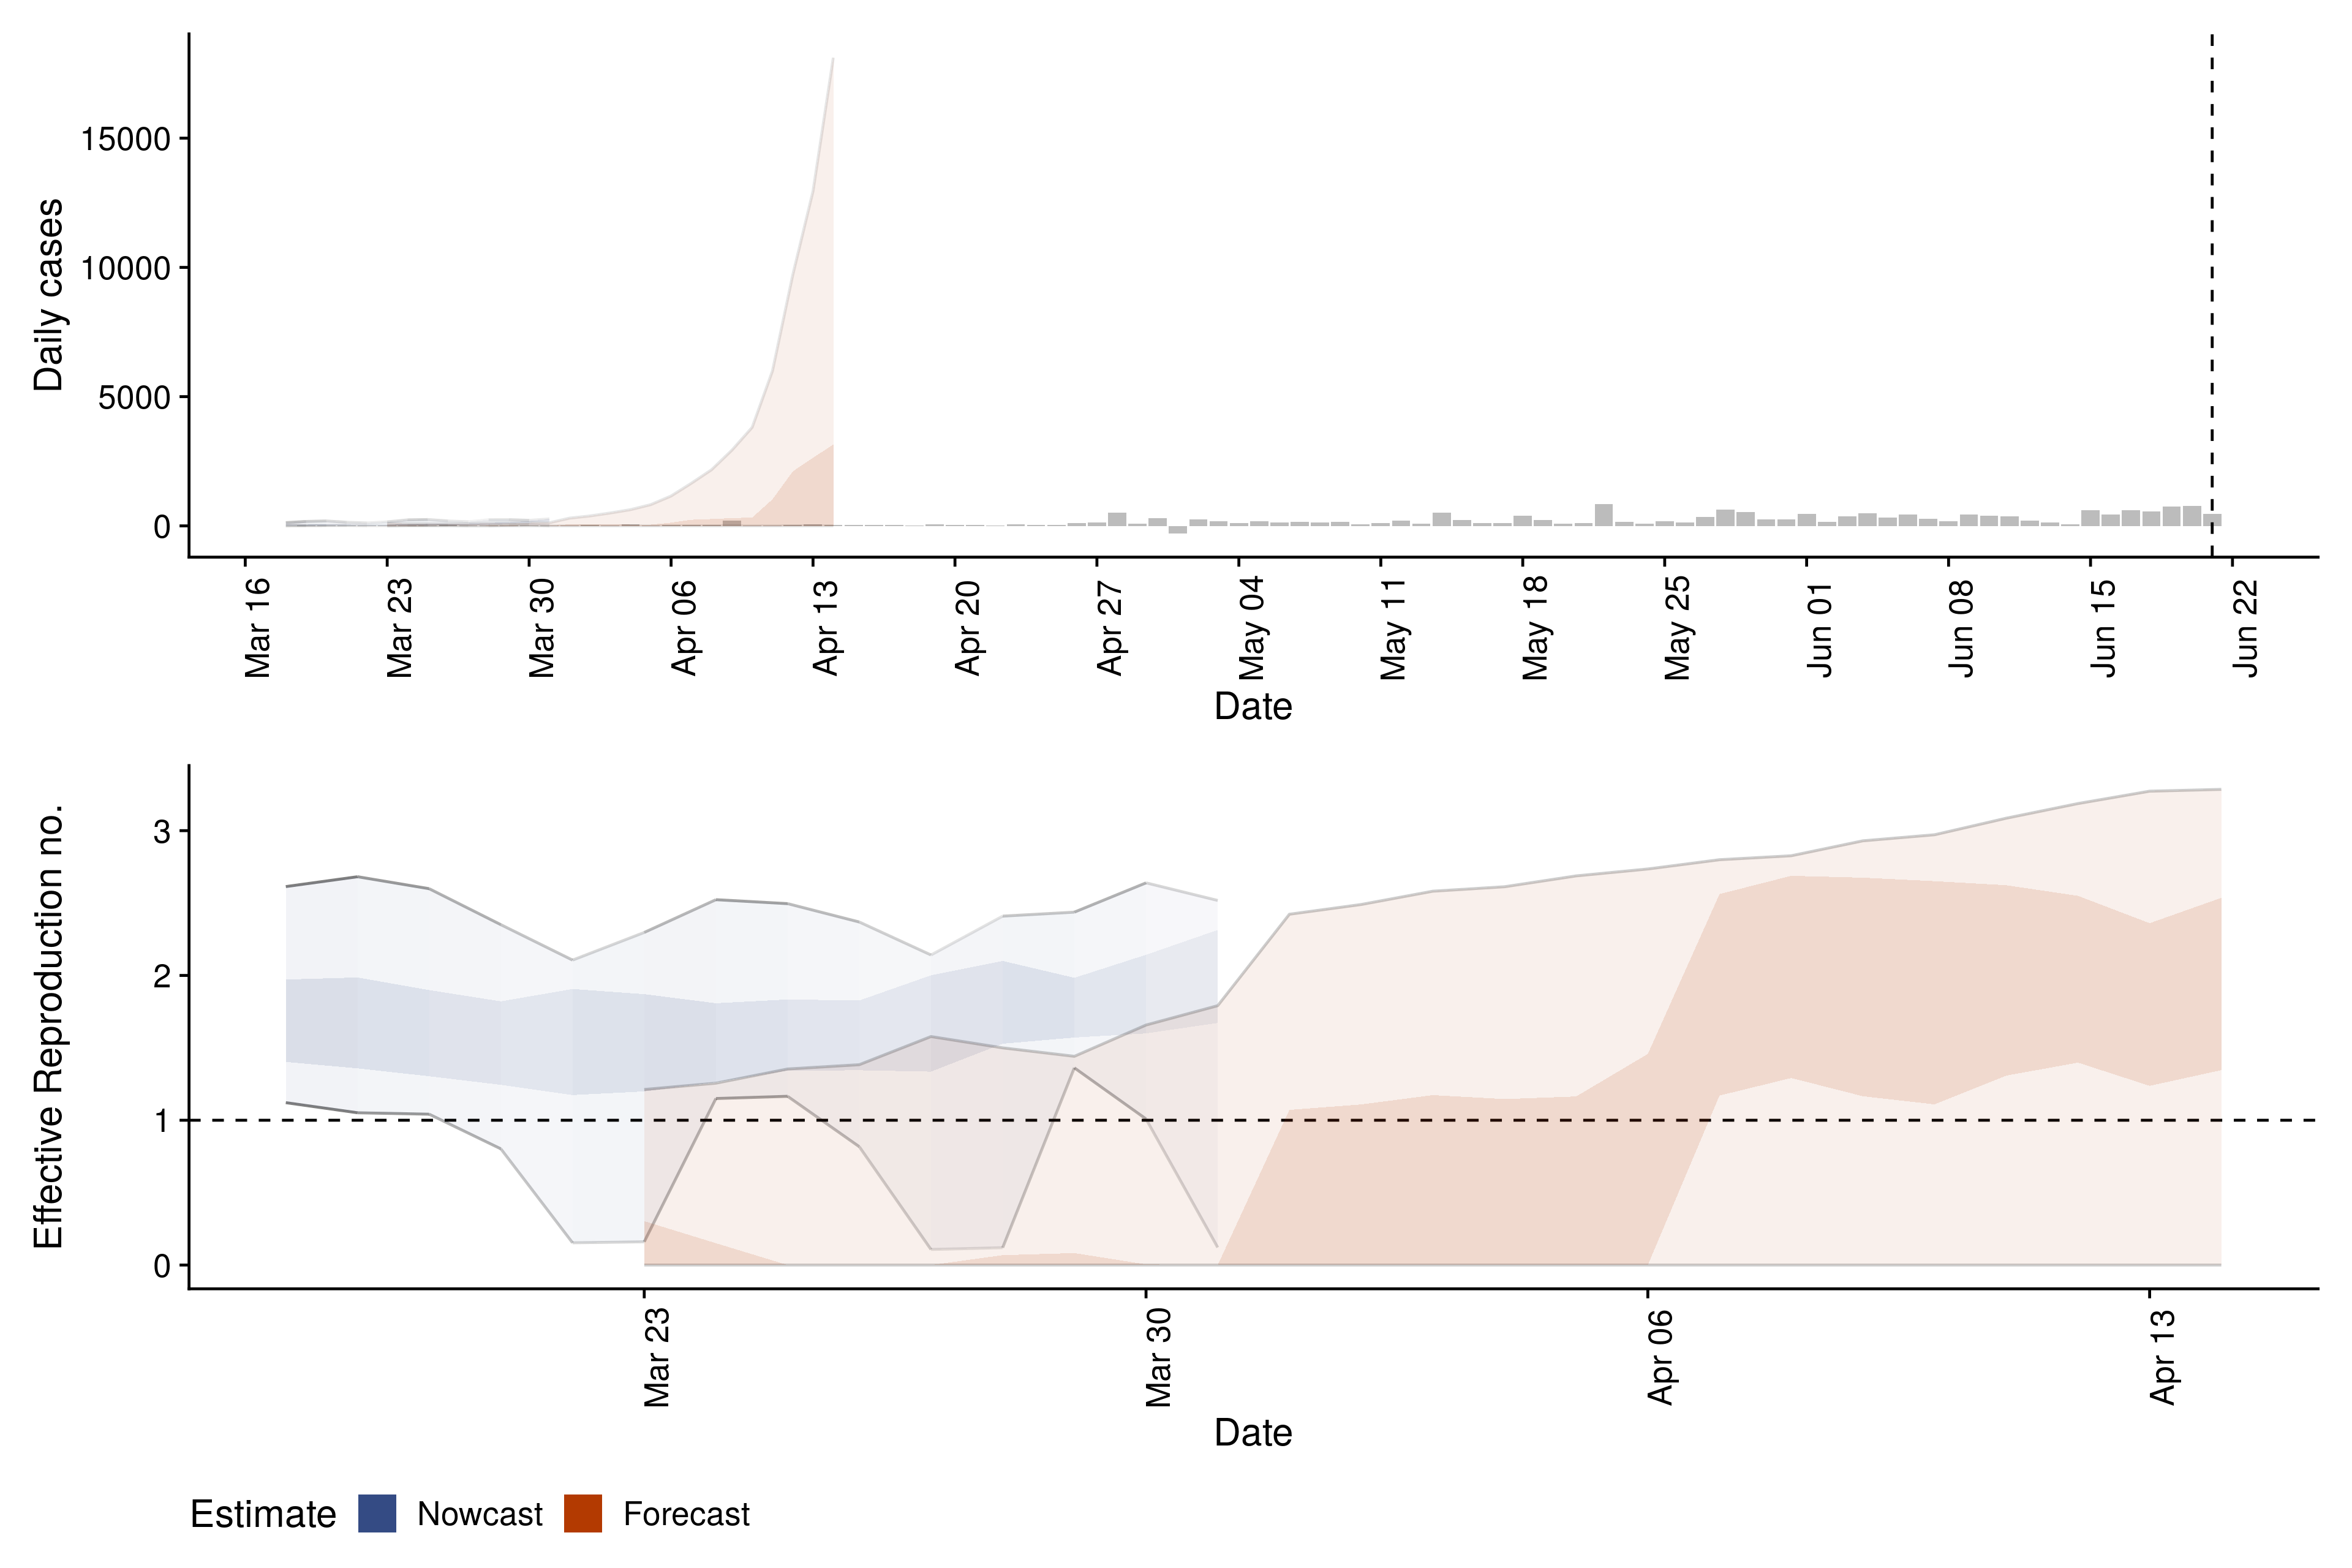 Daily cases
15000
10000
5000
0
Mar 16
Mar 23
Mar 30
Apr 06
Apr 13
Apr 20
Apr 27
May 04
May 11
May 18
May 25
Jun 01
Jun 08
Jun 15
Jun 22
Date
Effective Reproduction no.
3
2
1
0
Mar 23
Mar 30
Apr 06
Apr 13
Date
Estimate Nowcast Forecast